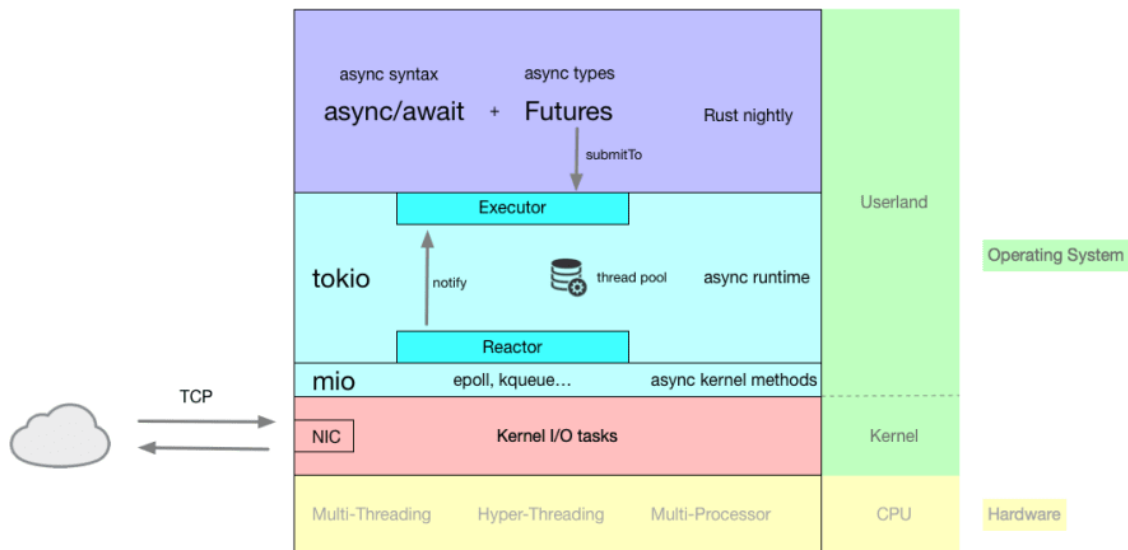 async syntax
async types
async/await + Futures
Rust nightly
submitTo
Executor
Userland
Operating System
tokio
notify
thread pool
async runtime
Reactor
mio
epoll, kqueue...
async kernel methods
TCP
NIC
Kernel I/O tasks
Kernel
Multi-Threading
Hyper-Threading
Multi-Processor
CPU
Hardware